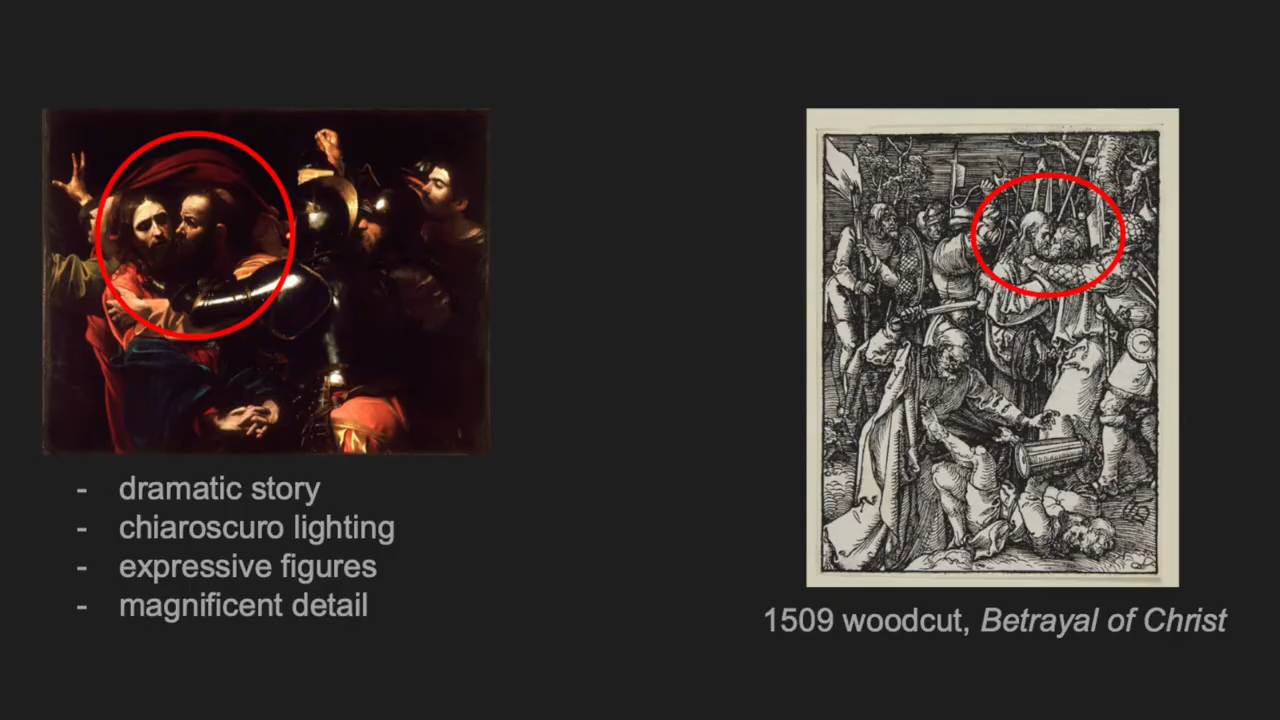 - dramatic story
- chiaroscuro lighting
- expressive figures
- magnificent detail
1509 woodcut, Betrayal of Christ